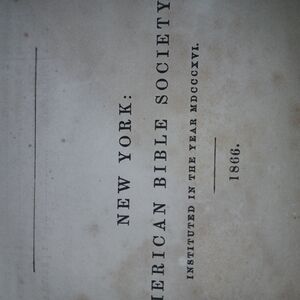 NEW YORK:
MERICAN BIBLE SOCIETY
INSTITUTED IN THE YEAR MDCCCXVI.
1866.